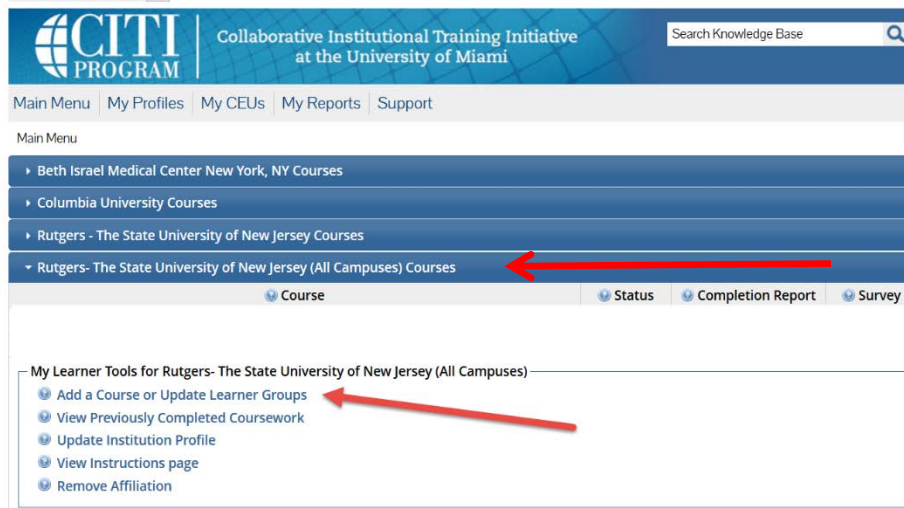 CITI
PROGRAM
Collaborative Institutional Training Initiative
at the University of Miami
Search Knowledge Base
Main Menu My Profiles My CEUs My Reports Support
Main Menu
Beth Israel Medical Center New York, NY Courses
Columbia University Courses
Rutgers - The State University of New Jersey Courses
Rutgers- The State University of New Jersey (All Campuses) Courses
Course Status Completion Report Survey
My Learner Tools for Rutgers- The State University of New Jersey (All Campuses)
Add a Course or Update Learner Groups
View Previously Completed Coursework
Update Institution Profile
View Instructions page
Remove Affiliation